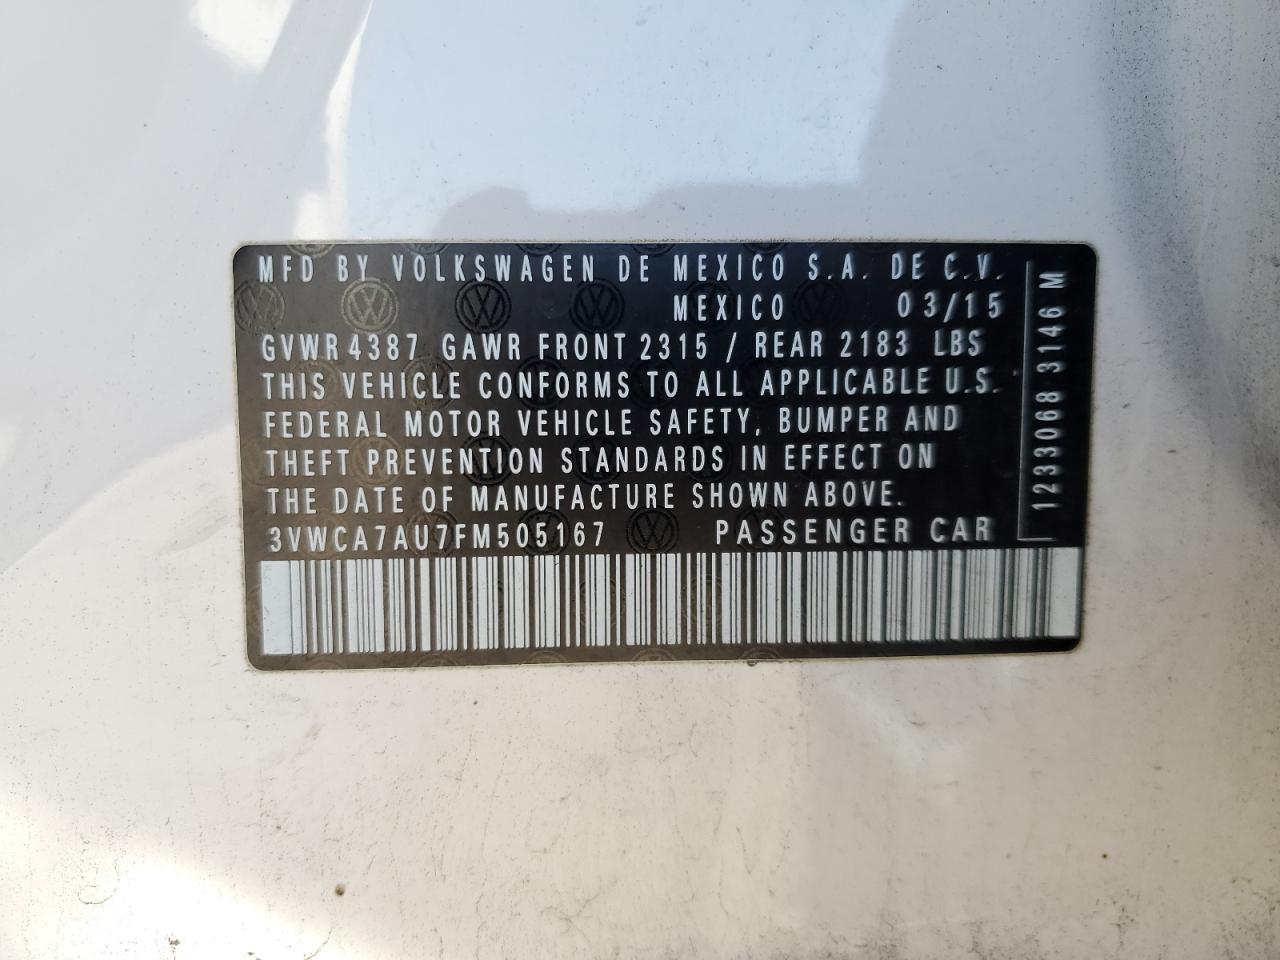 MFD BY VOLKSWAGEN DE MEXICO S.A. DE C.V.
MEXICO 03/15
GVWR 4387 GAWR FRONT 2315 / REAR 2183 LBS
THIS VEHICLE CONFORMS TO ALL APPLICABLE U.S.
FEDERAL MOTOR VEHICLE SAFETY, BUMPER AND
THEFT PREVENTION STANDARDS IN EFFECT ON
THE DATE OF MANUFACTURE SHOWN ABOVE.
3VWCA7AU7FM505167 PASSENGER CAR
1233068 3146 M